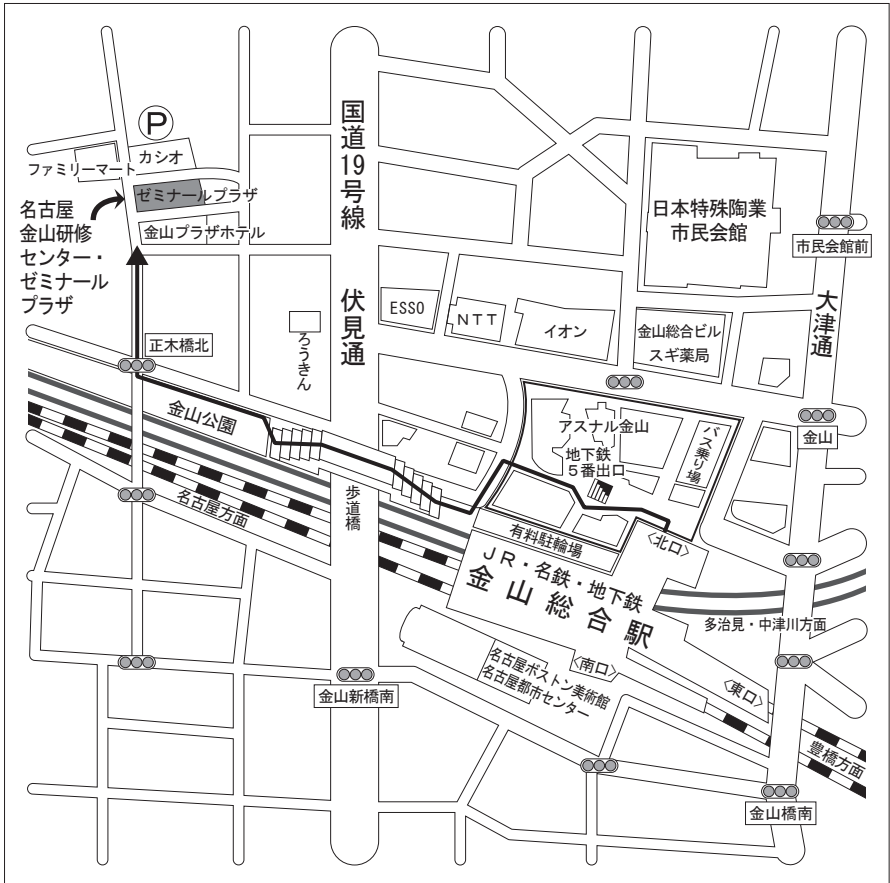 Ⓟ
カシオ
ファミリーマート
ゼミナールプラザ
金山プラザホテル
名古屋
金山研修
センター・
ゼミナール
プラザ
国道19号線
伏見通
日本特殊陶業
市民会館
市民会館前
大津通
ESSO
NTT
イオン
金山総合ビル
スギ薬局
ろうきん
正木橋北
金山公園
アスナル金山
地下鉄
5番出口
バス乗り場
金山
名古屋方面
歩道橋
有料駐輪場
〈北口〉
JR・名鉄・地下鉄
金山総合駅
多治見・中津川方面
〈南口〉
名古屋ボストン美術館
名古屋都市センター
〈東口〉
金山新橋南
豊橋方面
金山橋南